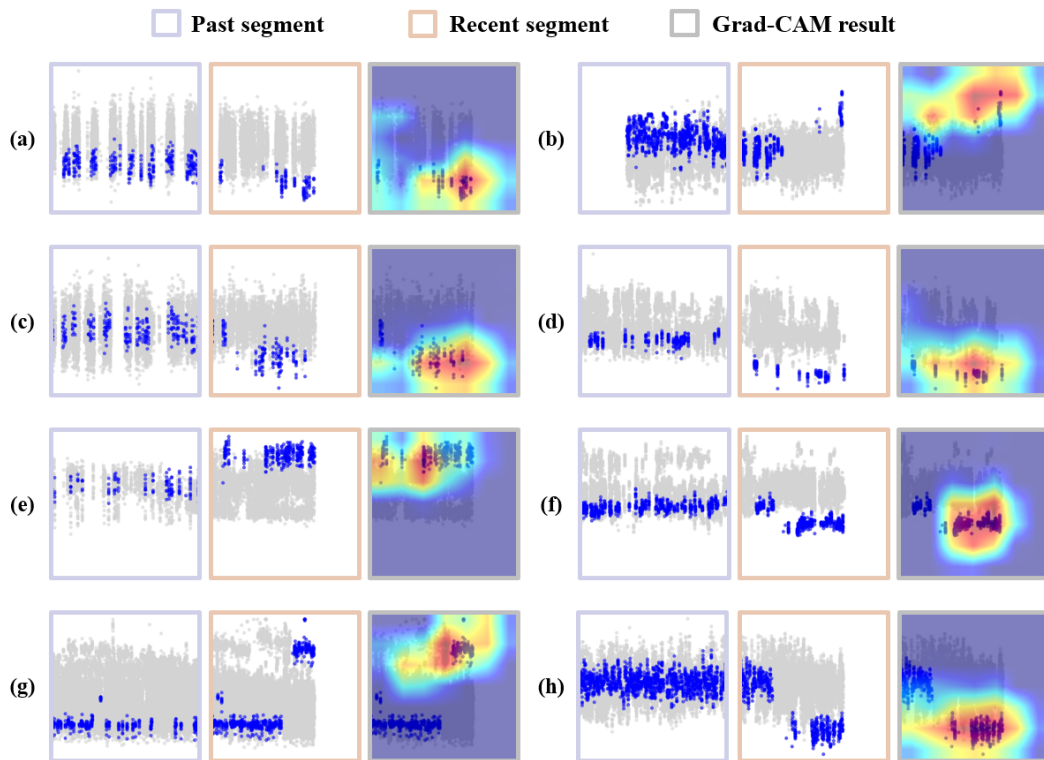 Past segment Recent segment Grad-CAM result
(a) (b)
(c) (d)
(e) (f)
(g) (h)